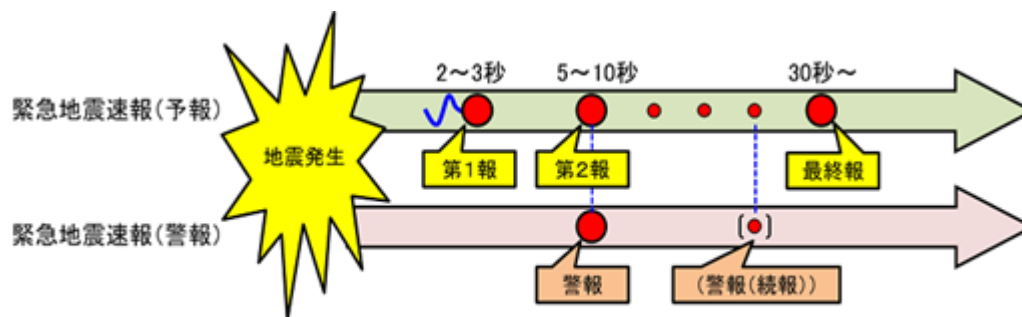 2～3秒
5～10秒
30秒～
緊急地震速報(予報)
地震発生
第1報
第2報
最終報
緊急地震速報(警報)
警報
(警報(続報))